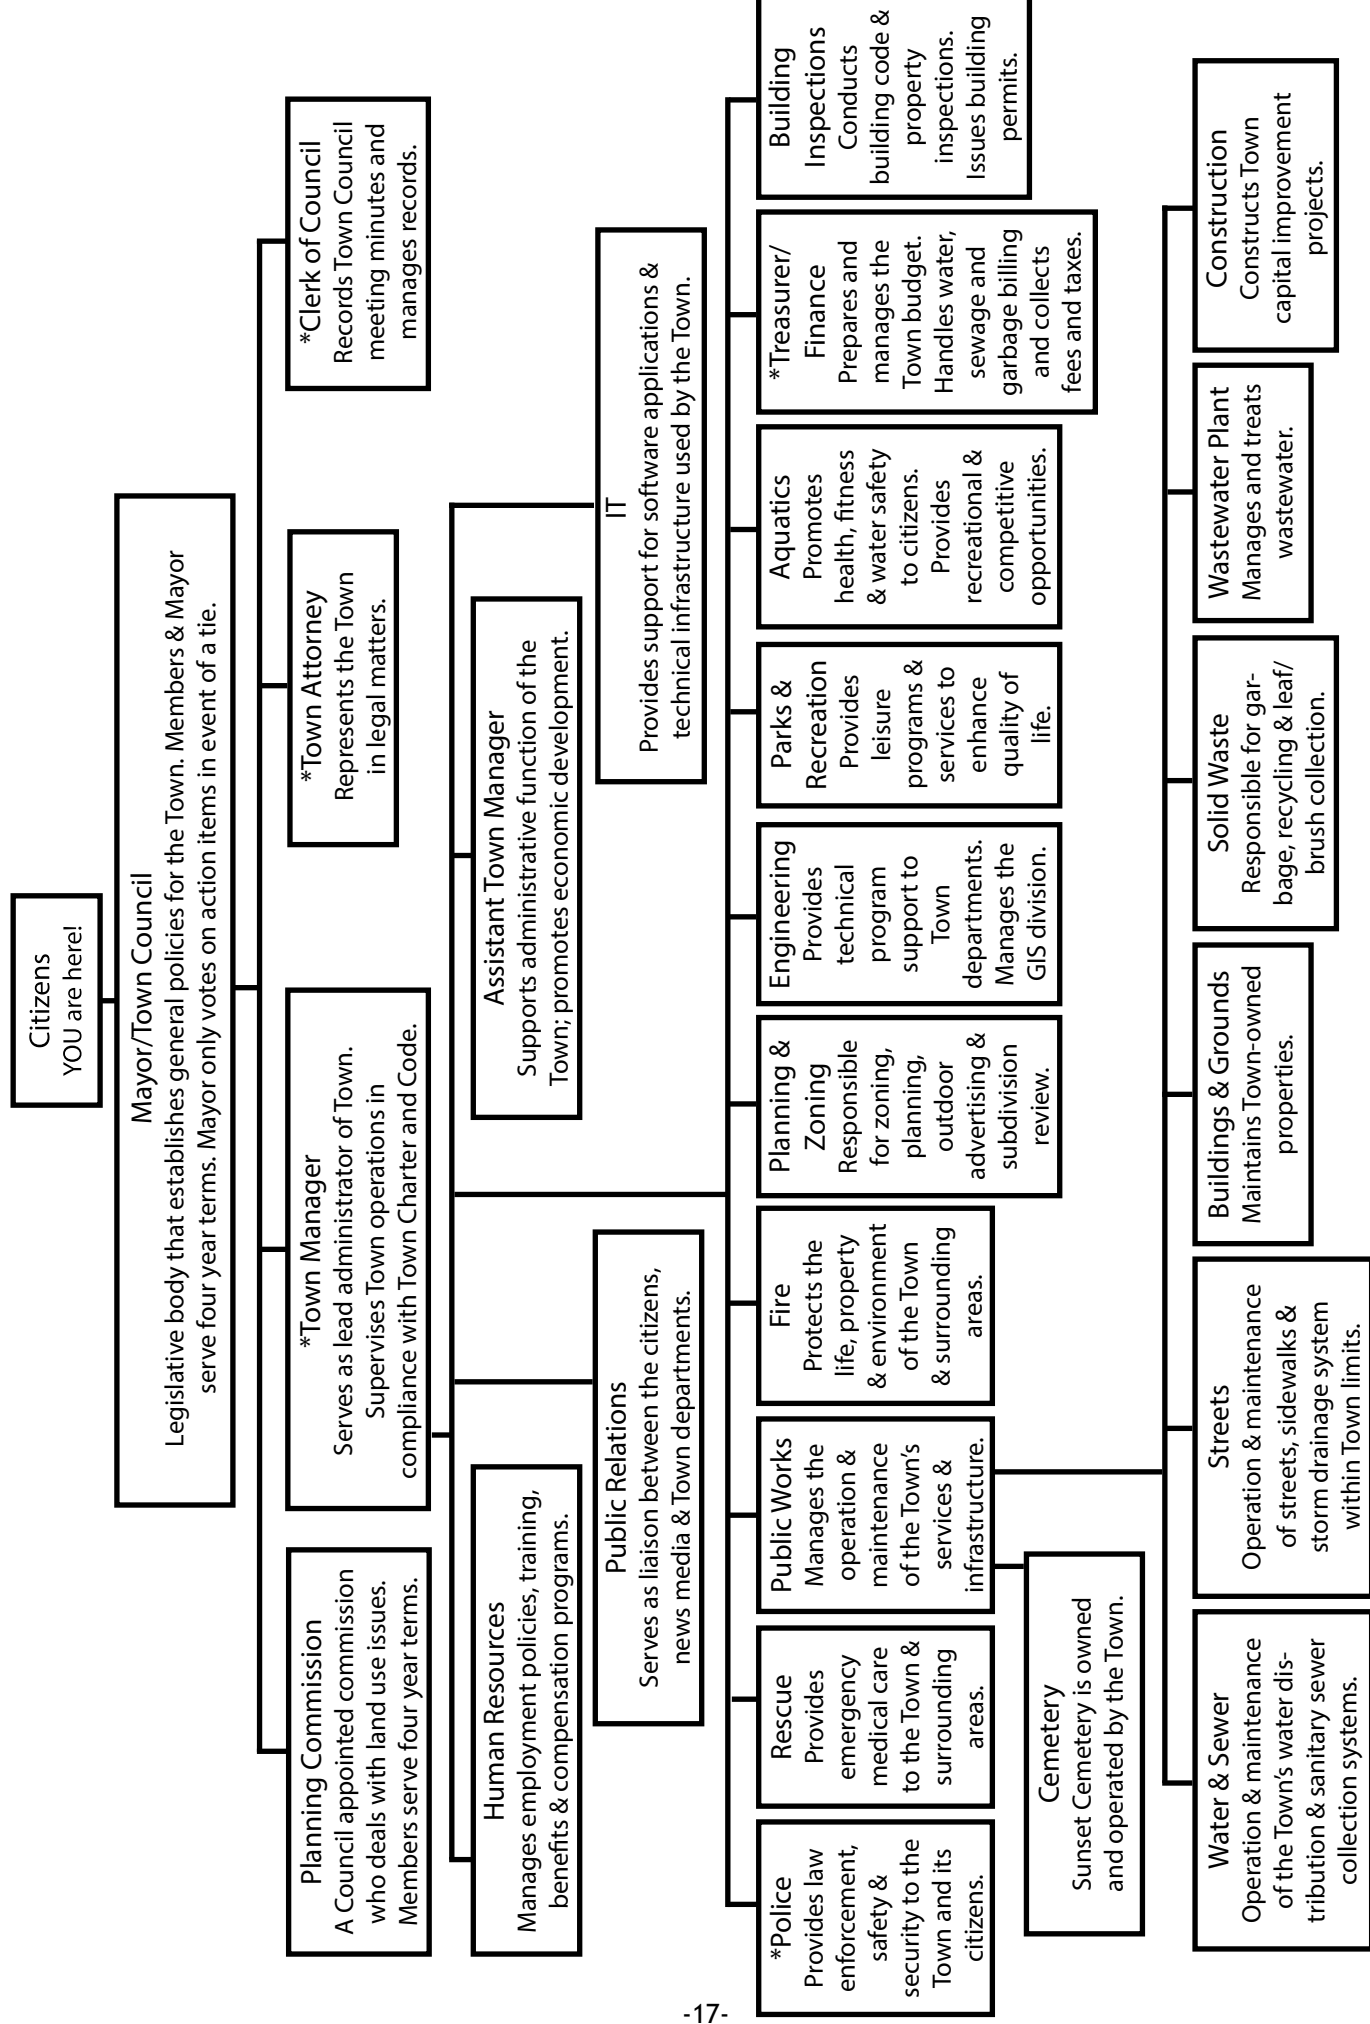 Citizens
YOU are here!
Mayor/Town Council
Legislative body that establishes general policies for the Town. Members & Mayor
serve four year terms. Mayor only votes on action items in event of a tie.
Planning Commission
A Council appointed commission
who deals with land use issues.
Members serve four year terms.
*Town Manager
Serves as lead administrator of Town.
Supervises Town operations in
compliance with Town Charter and Code.
*Town Attorney
Represents the Town
in legal matters.
*Clerk of Council
Records Town Council
meeting minutes and
manages records.
Human Resources
Manages employment policies, training,
benefits & compensation programs.
Assistant Town Manager
Supports administrative function of the
Town; promotes economic development.
Public Relations
Serves as liaison between the citizens,
news media & Town departments.
IT
Provides support for software applications &
technical infrastructure used by the Town.
*Police
Provides law
enforcement,
safety &
security to the
Town and its
citizens.
Rescue
Provides
emergency
medical care
to the Town &
surrounding
areas.
Public Works
Manages the
operation &
maintenance
of the Town’s
services &
infrastructure.
Fire
Protects the
life, property
& environment
of the Town
& surrounding
areas.
Planning &
Zoning
Responsible
for zoning,
planning,
outdoor
advertising &
subdivision
review.
Engineering
Provides
technical
program
support to
Town
departments.
Manages the
GIS division.
Parks &
Recreation
Provides
leisure
programs &
services to
enhance
quality of
life.
Aquatics
Promotes
health, fitness
& water safety
to citizens.
Provides
recreational &
competitive
opportunities.
*Treasurer/
Finance
Prepares and
manages the
Town budget.
Handles water,
sewage and
garbage billing
and collects
fees and taxes.
Building
Inspections
Conducts
building code &
property
inspections.
Issues building
permits.
Cemetery
Sunset Cemetery is owned
and operated by the Town.
Water & Sewer
Operation & maintenance
of the Town’s water dis-
tribution & sanitary sewer
collection systems.
Streets
Operation & maintenance
of streets, sidewalks &
storm drainage system
within Town limits.
Buildings & Grounds
Maintains Town-owned
properties.
Solid Waste
Responsible for gar-
bage, recycling & leaf/
brush collection.
Wastewater Plant
Manages and treats
wastewater.
Construction
Constructs Town
capital improvement
projects.
-17-